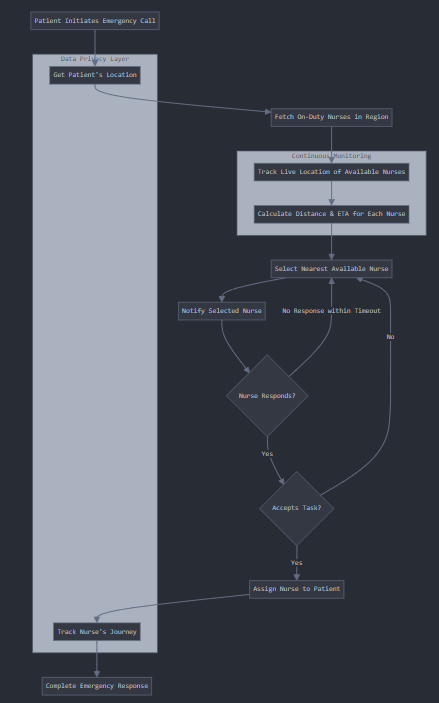 Patient Initiates Emergency Call
Data Privacy Layer
Get Patient's Location
Fetch On-Duty Nurses in Region
Continuous Monitoring
Track Live Location of Available Nurses
Calculate Distance & ETA for Each Nurse
Select Nearest Available Nurse
Notify Selected Nurse
No Response within Timeout
No
Nurse Responds?
Yes
Accepts Task?
Yes
Assign Nurse to Patient
Track Nurse's Journey
Complete Emergency Response